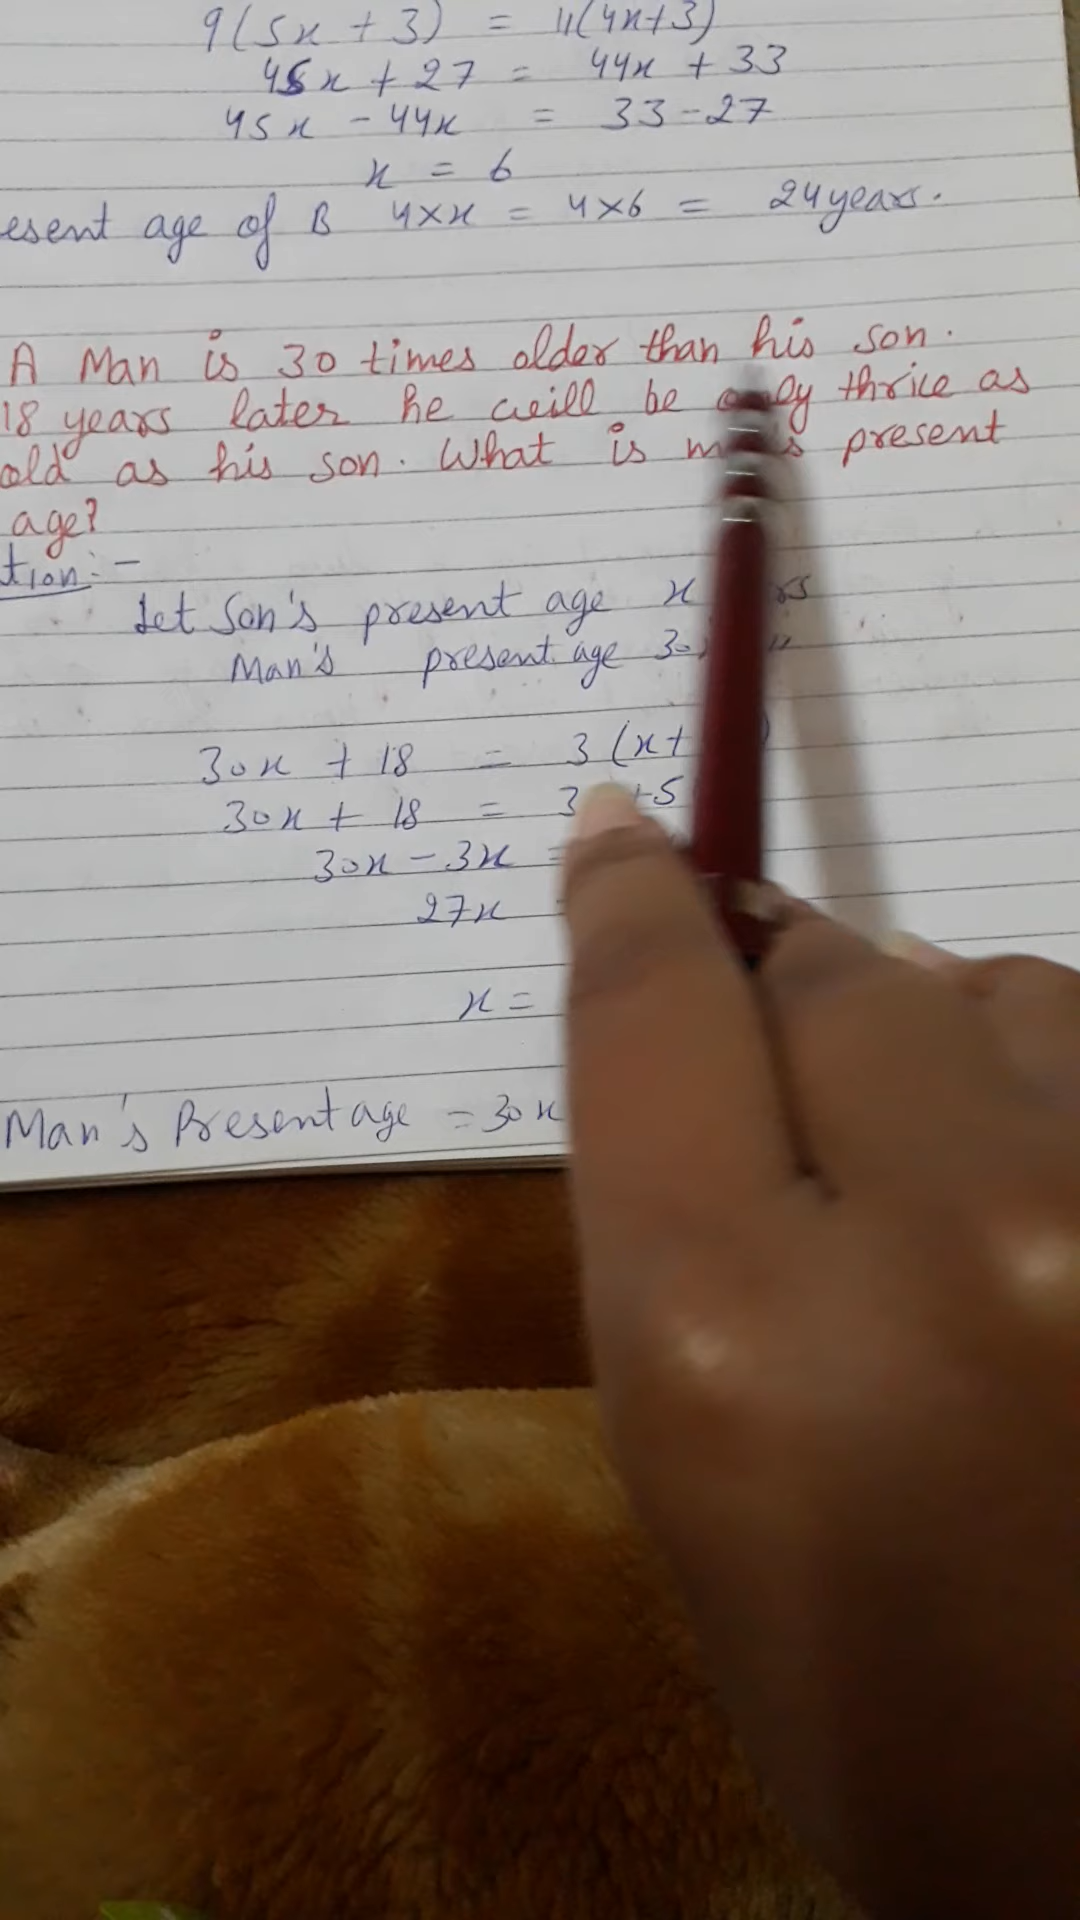 9(5x + 3) = 11(4x+3)
45x + 27 = 44x + 33
45x - 44x = 33-27
x = 6
esent age of B 4×x = 4×6 = 24years.
A Man is 30 times older than his son.
18 years later he will be only thrice as
old as his son. What is present
age?
tion:-
Let Son's present age x
Man's present age
30x + 18 = 3(x+
30x + 18 = 3
30x - 3x =
27x
x =
Man's Present age = 30x